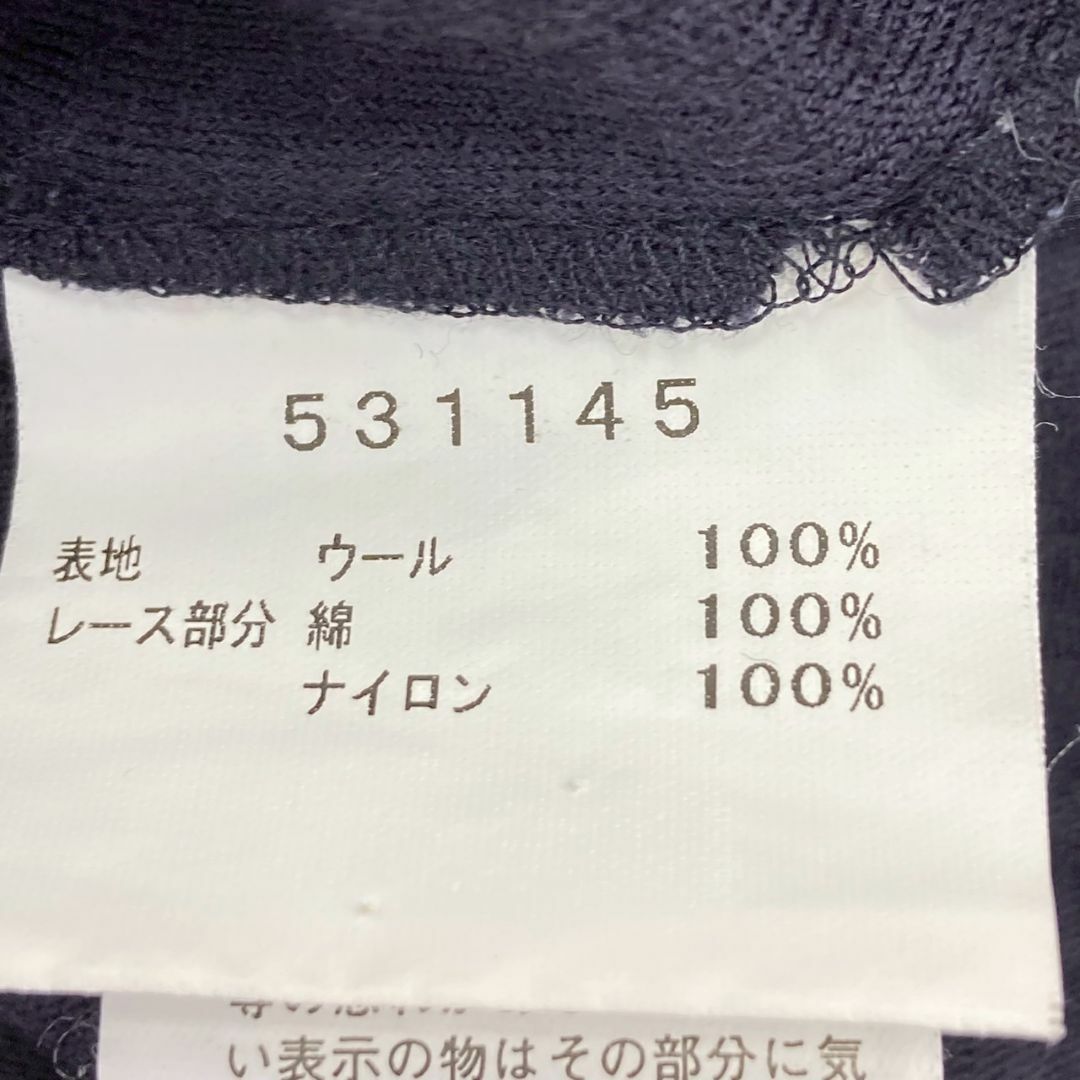 531145
表地 ウール 100%
レース部分 綿 100%
ナイロン 100%
い表示の物はその部分に気